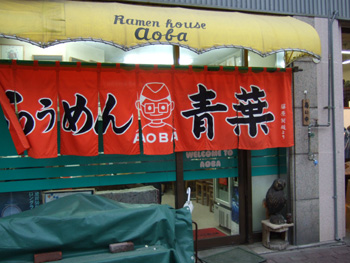 Ramen house
Aoba
らうめん 青葉
AOBA
WELCOME TO
AOBA